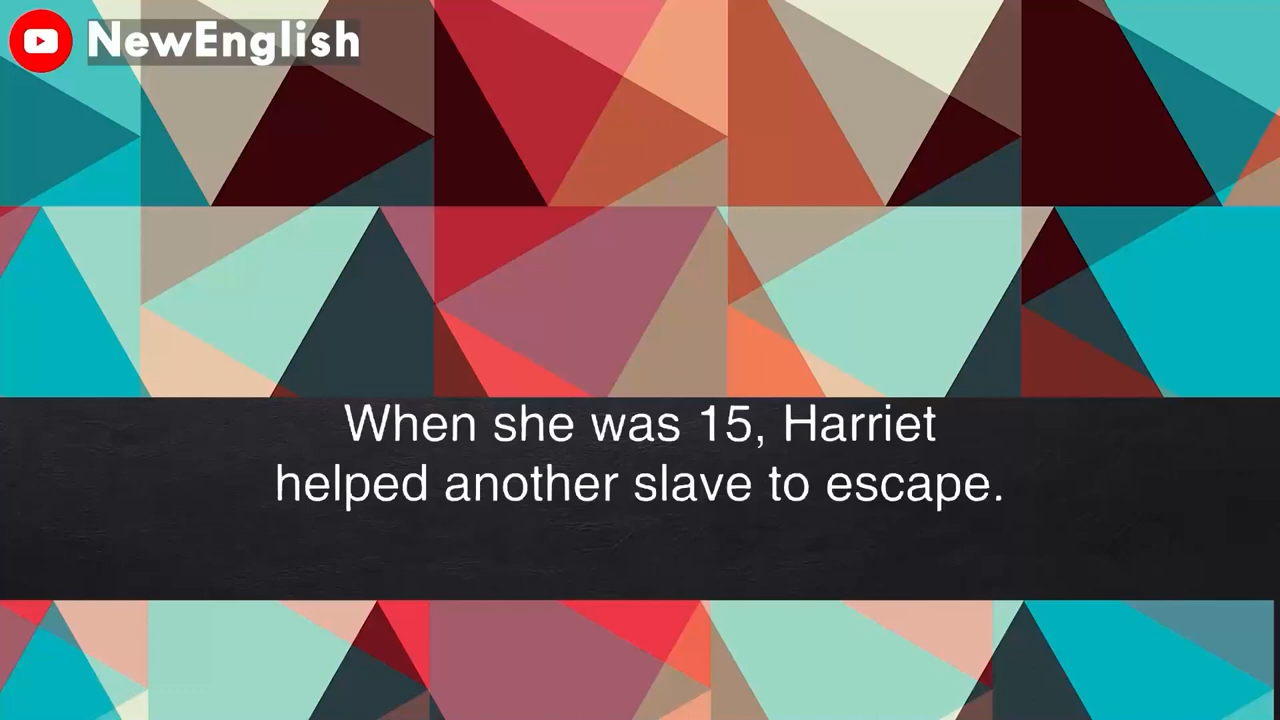 NewEnglish
When she was 15, Harriet
helped another slave to escape.